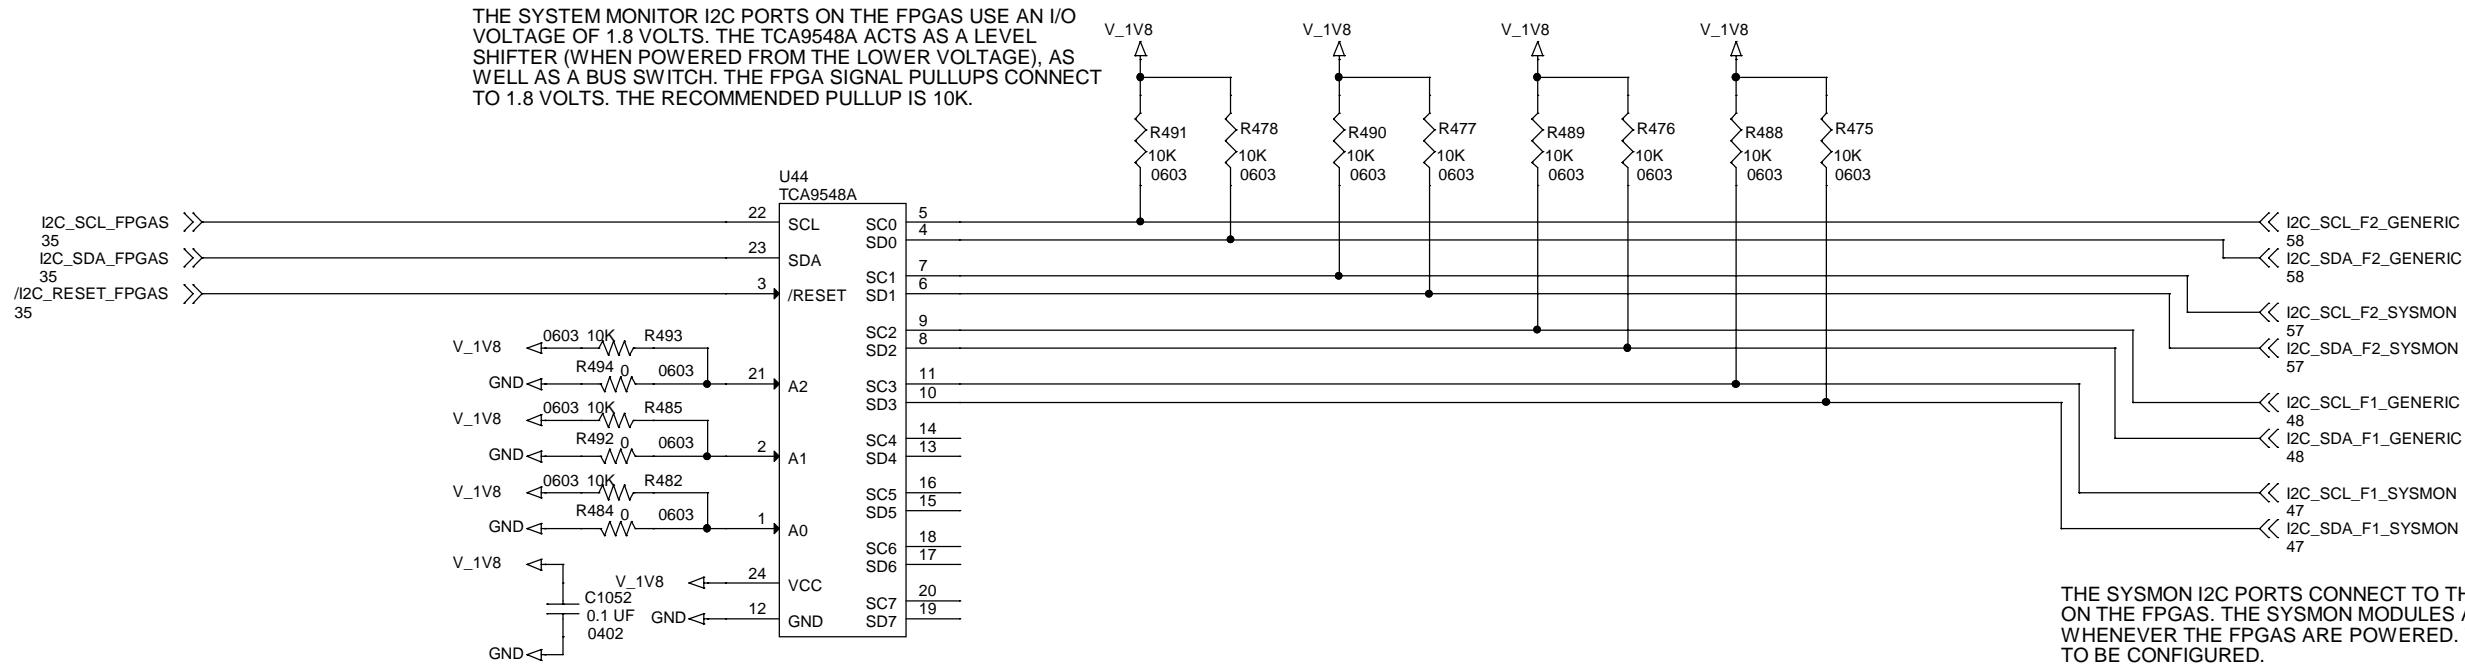 THE SYSTEM MONITOR I2C PORTS ON THE FPGAS USE AN I/O
VOLTAGE OF 1.8 VOLTS. THE TCA9548A ACTS AS A LEVEL
SHIFTER (WHEN POWERED FROM THE LOWER VOLTAGE), AS
WELL AS A BUS SWITCH. THE FPGA SIGNAL PULLUPS CONNECT
TO 1.8 VOLTS. THE RECOMMENDED PULLUP IS 10K.
V_1V8 V_1V8 V_1V8 V_1V8
R491 R478 R490 R477 R489 R476 R488 R475
10K 10K 10K 10K 10K 10K 10K 10K
0603 0603 0603 0603 0603 0603 0603 0603
U44
TCA9548A
I2C_SCL_FPGAS 22 SCL
35
I2C_SDA_FPGAS 23 SDA
35
/I2C_RESET_FPGAS 3 /RESET
35
V_1V8 0603 10K R493
GND R494 0 0603 21 A2
V_1V8 0603 10K R485
GND R492 0 0603 2 A1
V_1V8 0603 10K R482
GND R484 0 0603 1 A0
V_1V8
V_1V8 24 VCC
C1052
0.1 UF
0402
GND 12 GND
GND
SC0 5
SD0 4
SC1 7
SD1 6
SC2 9
SD2 8
SC3 11
SD3 10
SC4 14
SD4 13
SC5 16
SD5 15
SC6 18
SD6 17
SC7 20
SD7 19
I2C_SCL_F2_GENERIC
58
I2C_SDA_F2_GENERIC
58
I2C_SCL_F2_SYSMON
57
I2C_SDA_F2_SYSMON
57
I2C_SCL_F1_GENERIC
48
I2C_SDA_F1_GENERIC
48
I2C_SCL_F1_SYSMON
47
I2C_SDA_F1_SYSMON
47
THE SYSMON I2C PORTS CONNECT TO
ON THE FPGAS. THE SYSMON MODULES
WHENEVER THE FPGAS ARE POWERED.
TO BE CONFIGURED.